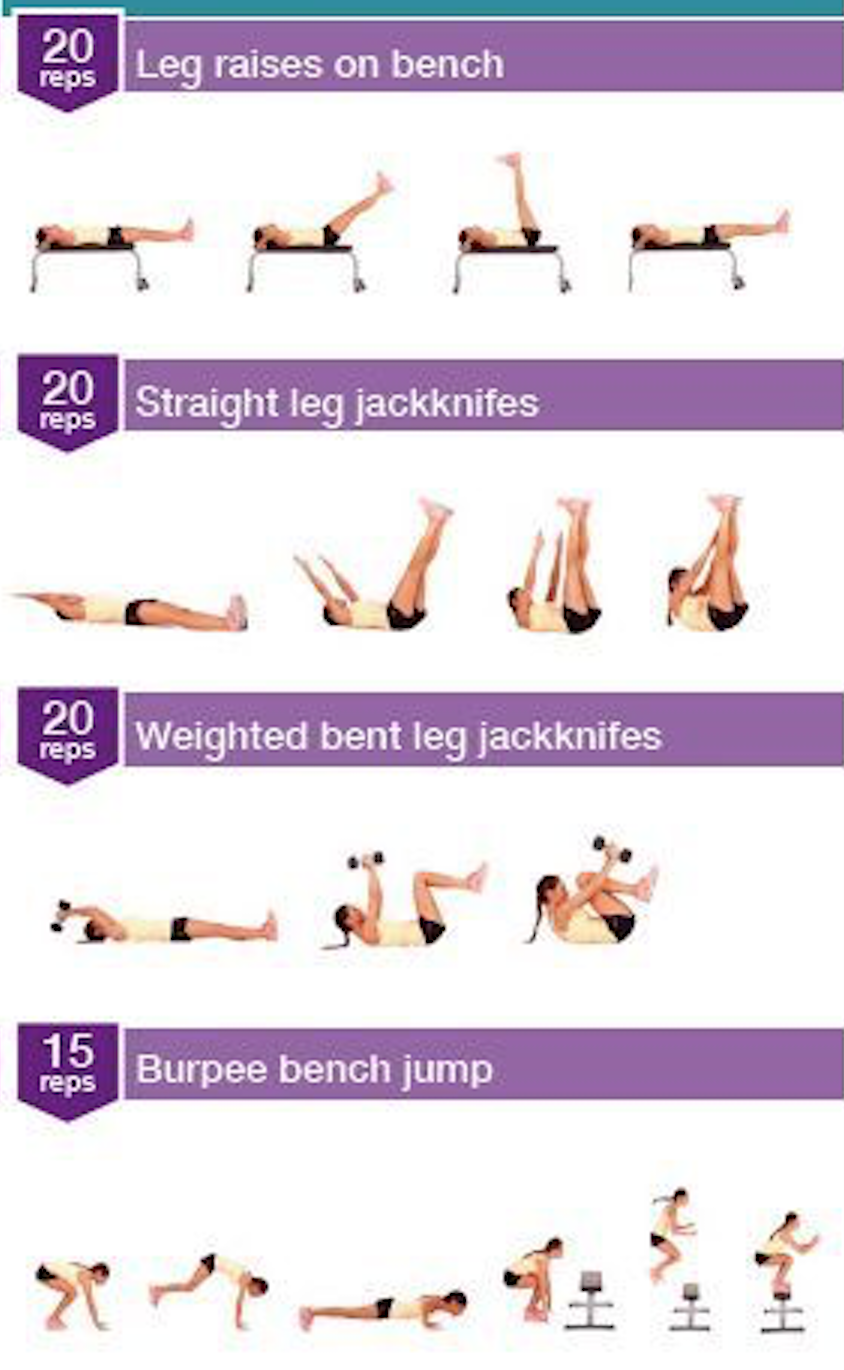 20
reps
Leg raises on bench
20
reps
Straight leg jackknifes
20
reps
Weighted bent leg jackknifes
15
reps
Burpee bench jump